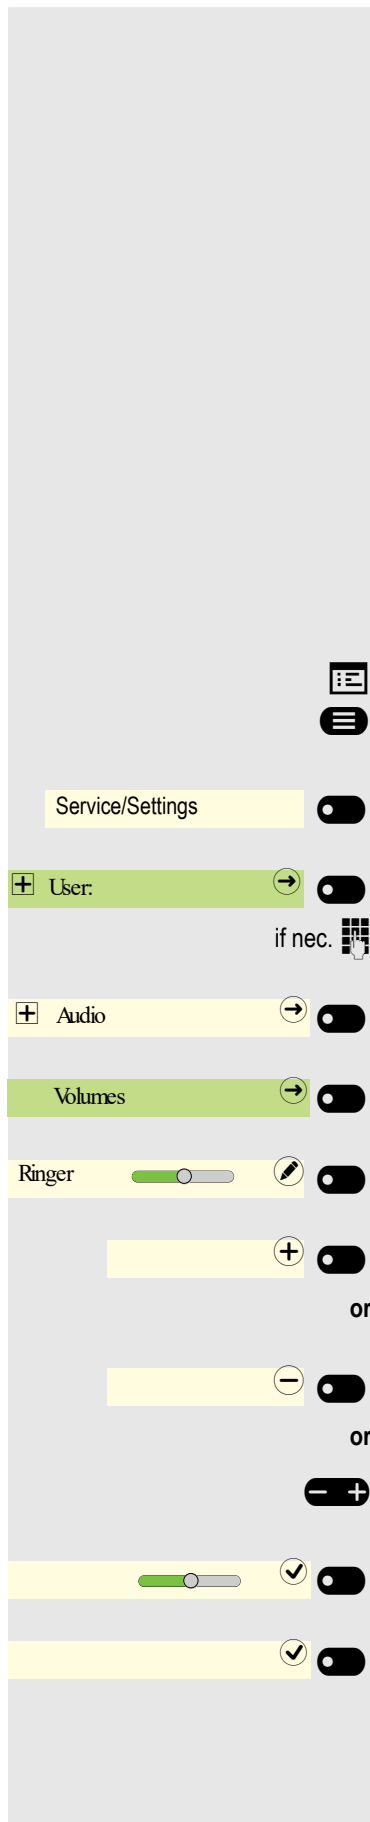 Service/Settings
User:
if nec.
Audio
Volumes
Ringer
or
or